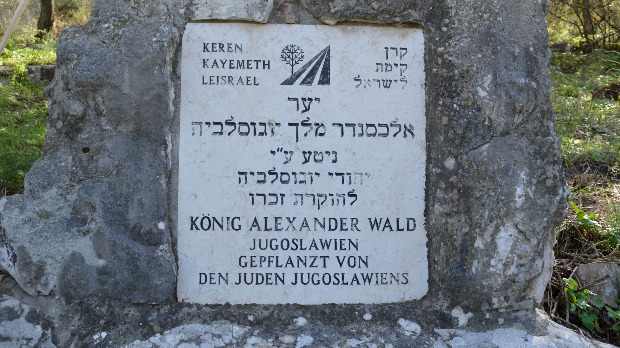 KEREN
KAYEMETH
LEISRAEL
קרן
קימת
לישראל
יער
אלכסנדר מלך יוגוסלביה
ניטע ע"י
יהודי יוגוסלביה
להוקרת זכרו
KÖNIG ALEXANDER WALD
JUGOSLAWIEN
GEPFLANZT VON
DEN JUDEN JUGOSLAWIENS